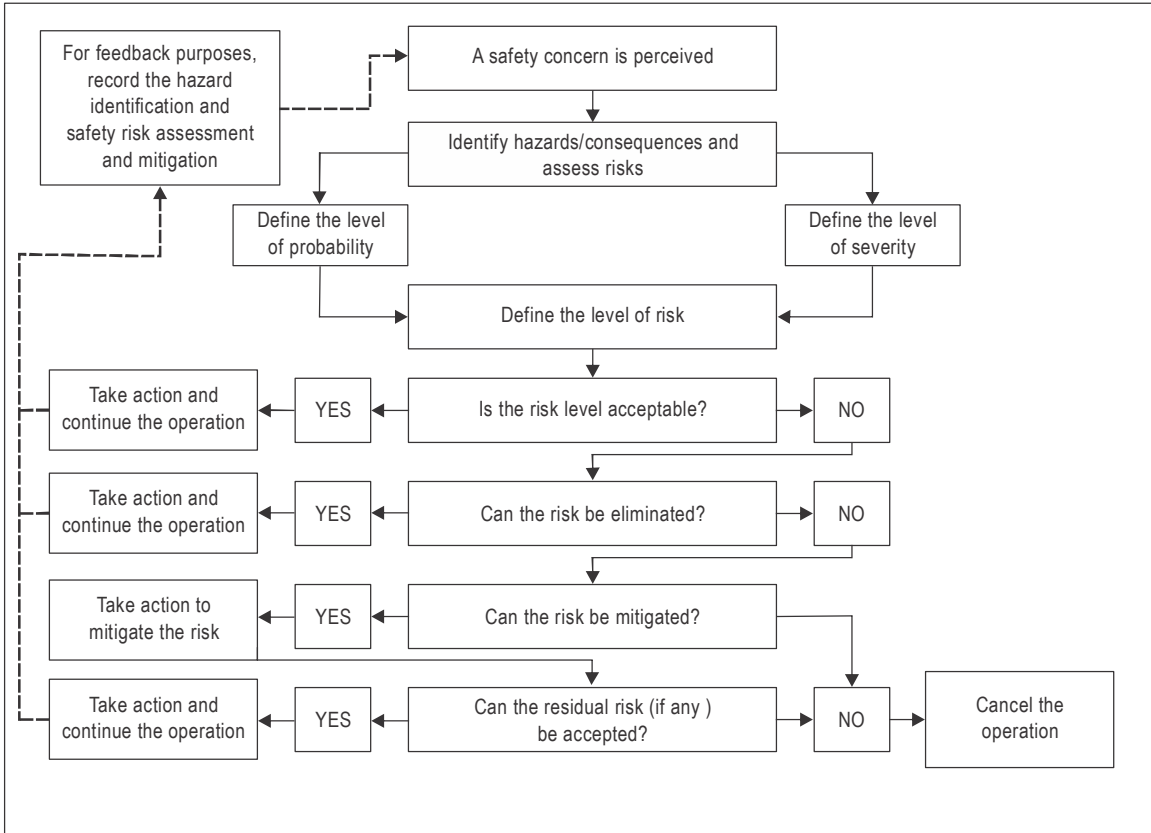 For feedback purposes,
record the hazard
identification and
safety risk assessment
and mitigation
A safety concern is perceived
Identify hazards/consequences and
assess risks
Define the level
of probability
Define the level
of severity
Define the level of risk
Take action and
continue the operation
YES
Is the risk level acceptable?
NO
Take action and
continue the operation
YES
Can the risk be eliminated?
NO
Take action to
mitigate the risk
YES
Can the risk be mitigated?
Take action and
continue the operation
YES
Can the residual risk (if any )
be accepted?
NO
Cancel the
operation